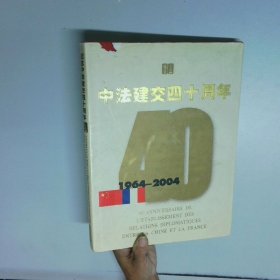 中法建交四十周年
40
1964-2004
40 ANNIVERSAIRE DE
L'ETABLISSEMENT DES
RELATIONS DIPLOMATIQUES
ENTRE LA CHINE ET LA FRANCE